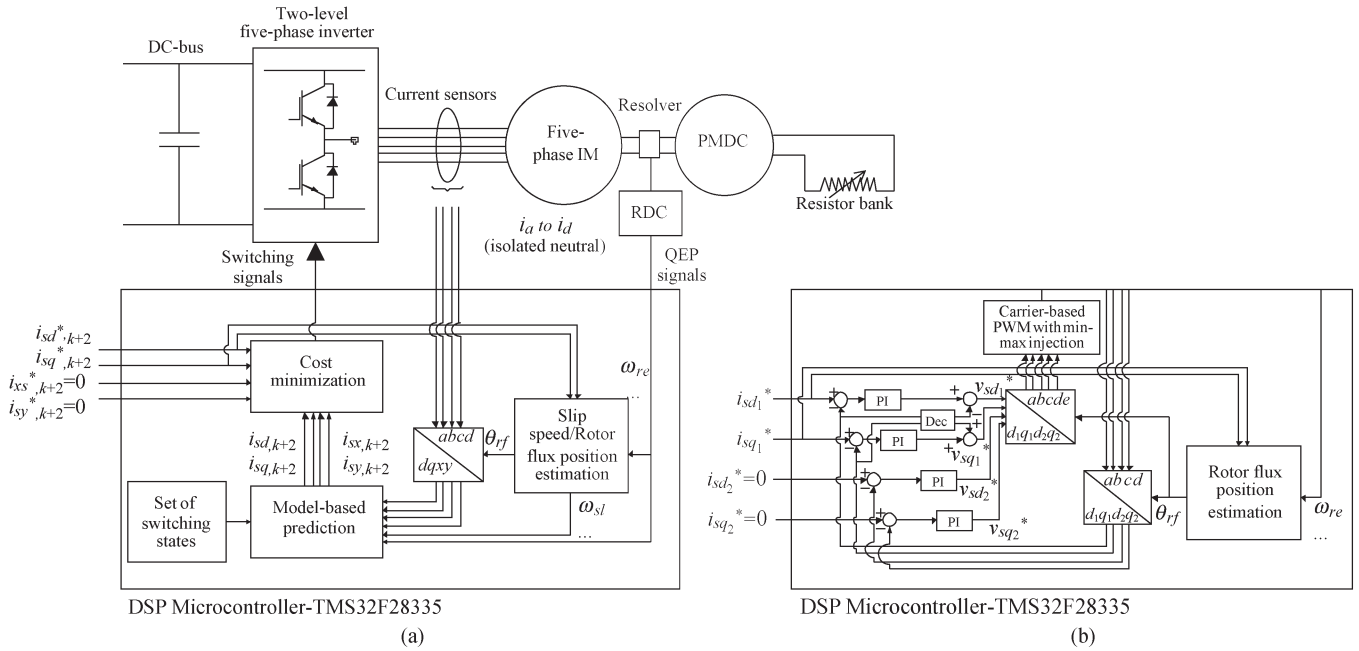 Two-level
five-phase inverter
DC-bus
Current sensors
Five-
phase IM
Resolver
PMDC
Resistor bank
RDC
i_a to i_d
(isolated neutral)
QEP
signals
Switching
signals
i_sd*,k+2
i_sq*,k+2
i_xs*,k+2=0
i_sy*,k+2=0
Cost
minimization
ω_re
...
Slip
speed/Rotor
flux position
estimation
abcd
dqxy
θ_rf
i_sd,k+2
i_sq,k+2
i_sx,k+2
i_sy,k+2
Set of
switching
states
Model-based
prediction
ω_sl
...
DSP Microcontroller-TMS32F28335
(a)
Carrier-based
PWM with min-
max injection
i_sd1*
i_sq1*
i_sd2*=0
i_sq2*=0
+
−
PI
+
−
v_sd1*
Dec
+
−
PI
+
+
v_sq1*
+
−
PI
v_sd2*
+
−
PI
v_sq2*
abcde
d1q1d2q2
abcd
d1q1d2q2
θ_rf
Rotor flux
position
estimation
ω_re
...
DSP Microcontroller-TMS32F28335
(b)